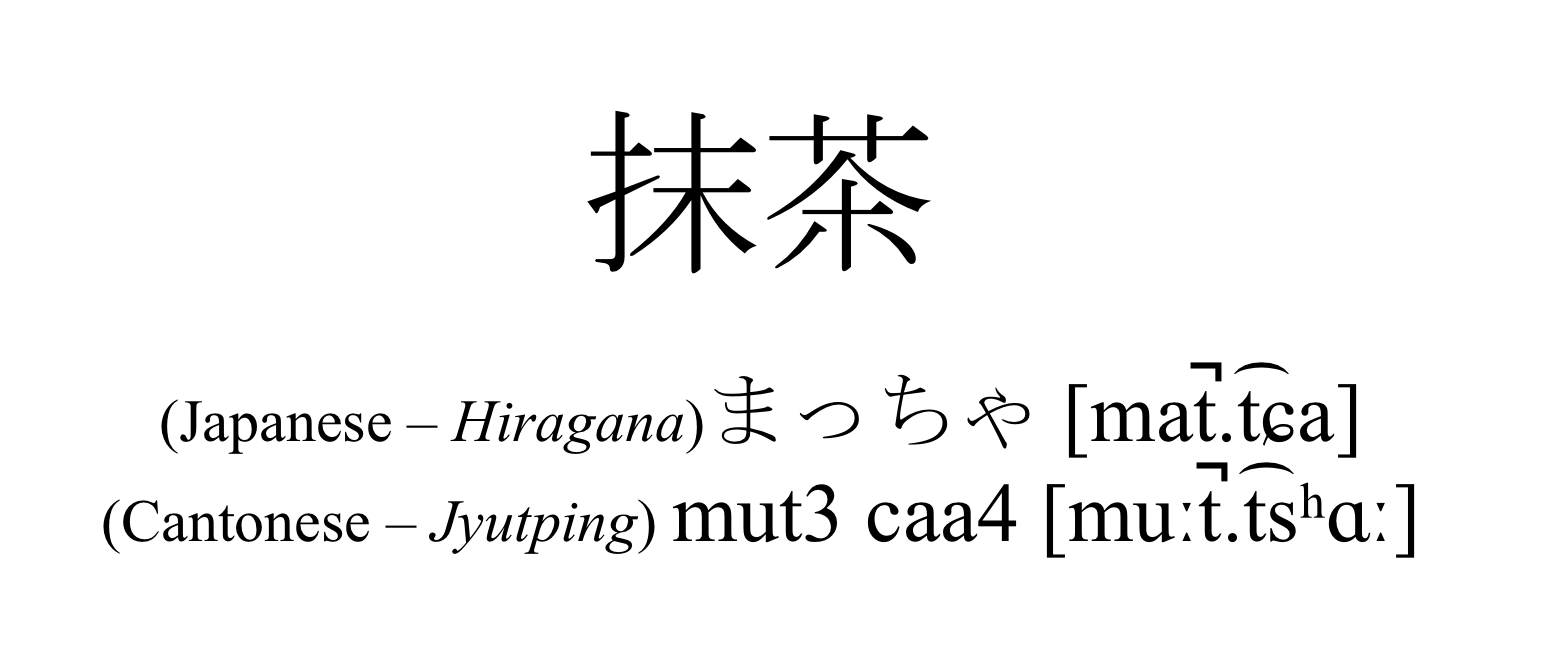 抹茶
(Japanese – Hiragana) まっちゃ [mat̚.t͡ɕa]
(Cantonese – Jyutping) mut3 caa4 [muːt̚.t͡sʰɑː]